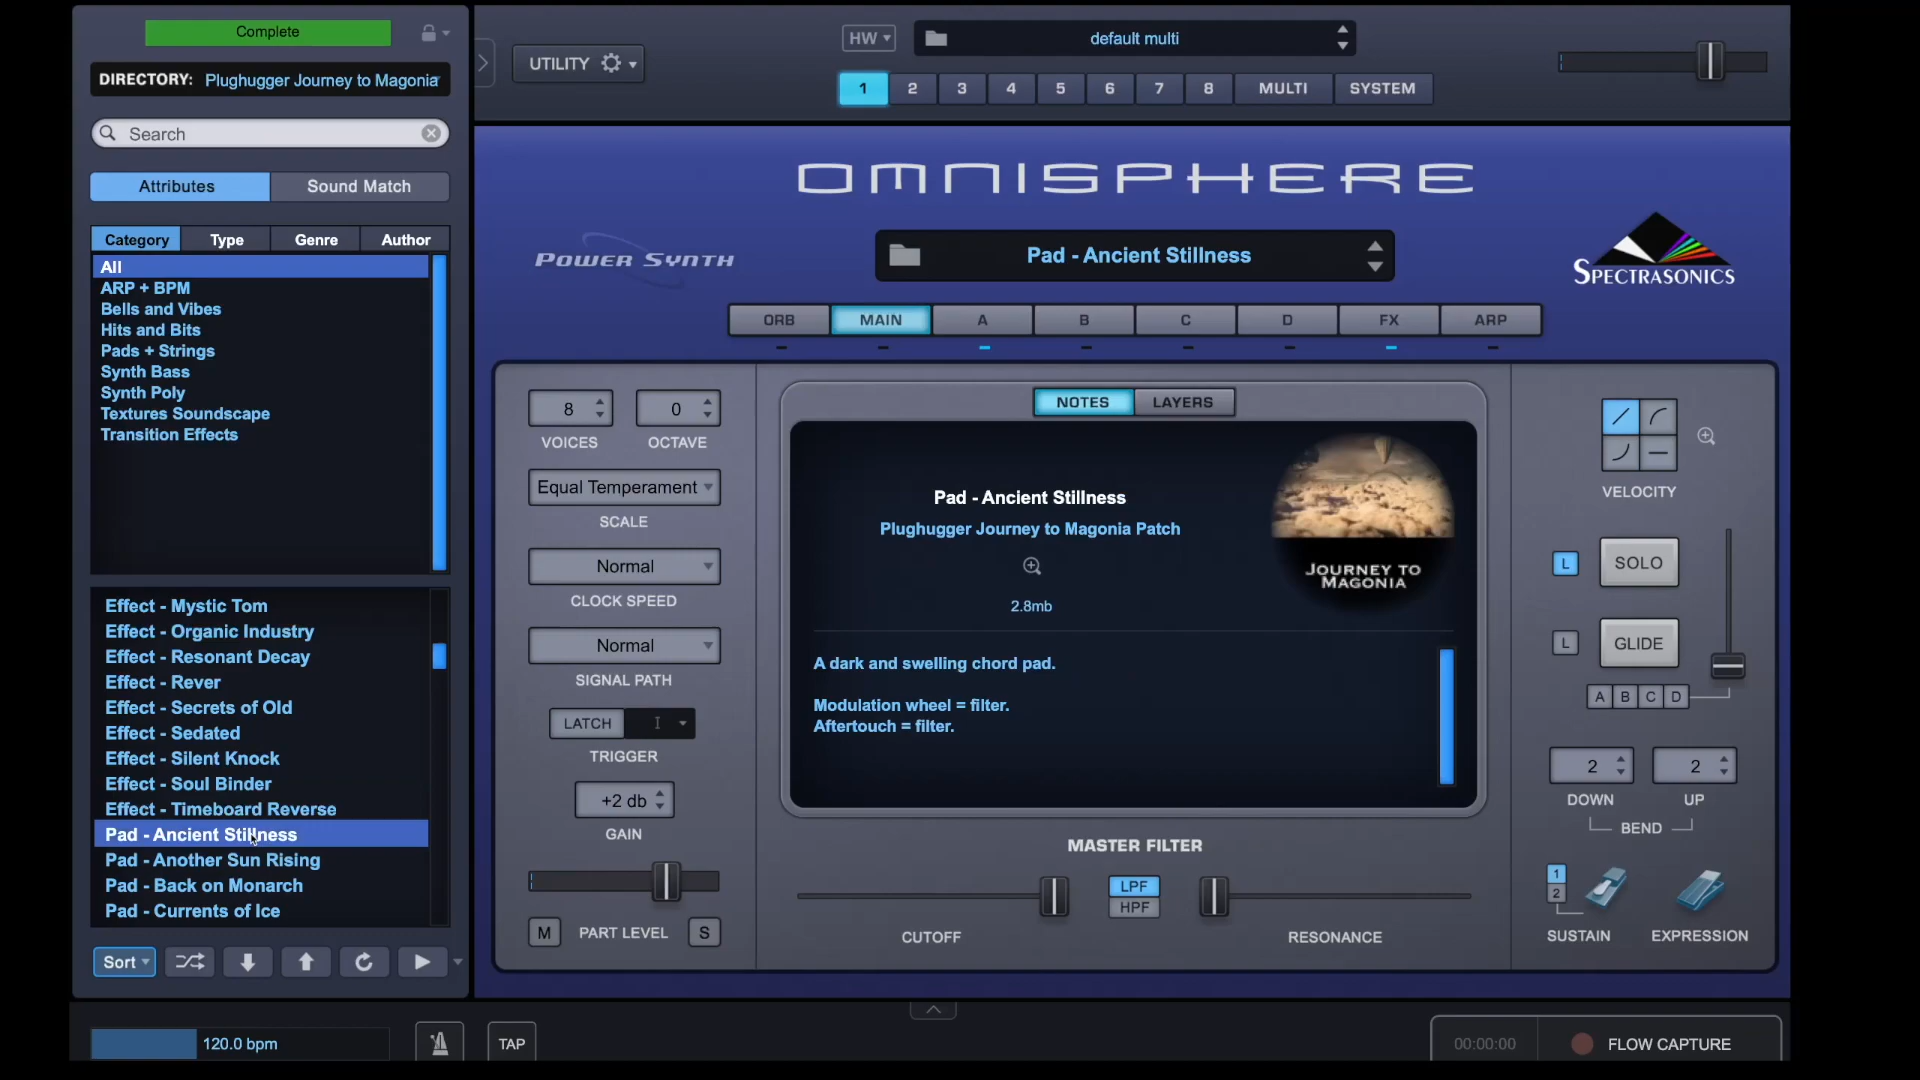 Complete
DIRECTORY: Plughugger Journey to Magonia
Search
Attributes Sound Match
Category Type Genre Author
All
ARP + BPM
Bells and Vibes
Hits and Bits
Pads + Strings
Synth Bass
Synth Poly
Textures Soundscape
Transition Effects
Effect - Mystic Tom
Effect - Organic Industry
Effect - Resonant Decay
Effect - Rever
Effect - Secrets of Old
Effect - Sedated
Effect - Silent Knock
Effect - Soul Binder
Effect - Timeboard Reverse
Pad - Ancient Stillness
Pad - Another Sun Rising
Pad - Back on Monarch
Pad - Currents of Ice
Sort
120.0 bpm
TAP
UTILITY
HW
default multi
1 2 3 4 5 6 7 8 MULTI SYSTEM
OMNISPHERE
POWER SYNTH
Pad - Ancient Stillness
SPECTRASONICS
ORB MAIN A B C D FX ARP
8 0
VOICES OCTAVE
Equal Temperament
SCALE
Normal
CLOCK SPEED
Normal
SIGNAL PATH
LATCH
TRIGGER
+2 db
GAIN
M PART LEVEL S
NOTES LAYERS
Pad - Ancient Stillness
Plughugger Journey to Magonia Patch
2.8mb
JOURNEY TO
MAGONIA
A dark and swelling chord pad.
Modulation wheel = filter.
Aftertouch = filter.
MASTER FILTER
LPF
HPF
CUTOFF RESONANCE
VELOCITY
L SOLO
L GLIDE
A B C D
2 2
DOWN UP
BEND
1
2
SUSTAIN EXPRESSION
00:00:00 FLOW CAPTURE